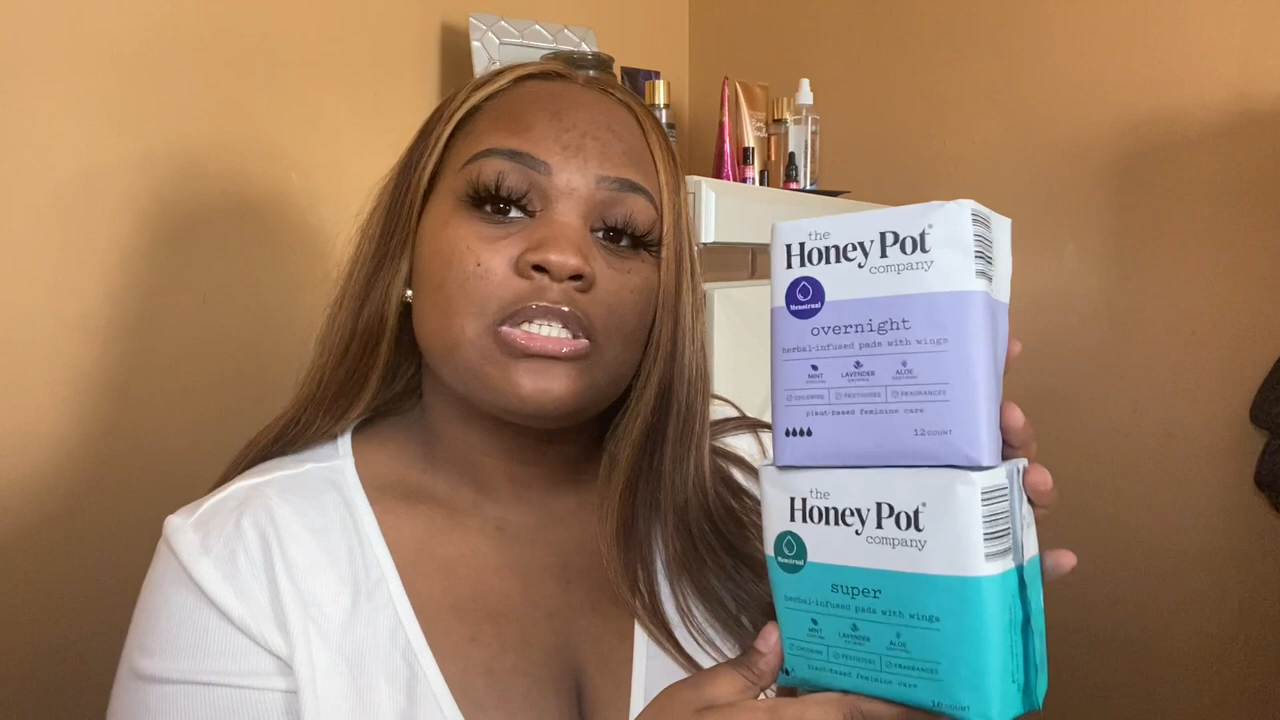 the
Honey Pot®
company
Menstrual
overnight
herbal-infused pads with wings
MINT LAVENDER ALOE
CHLORINE PESTICIDES FRAGRANCES
plant-based feminine care
12 COUNT
the
Honey Pot®
company
Menstrual
super
herbal-infused pads with wings
MINT LAVENDER ALOE
CHLORINE PESTICIDES FRAGRANCES
plant-based feminine care
16 COUNT